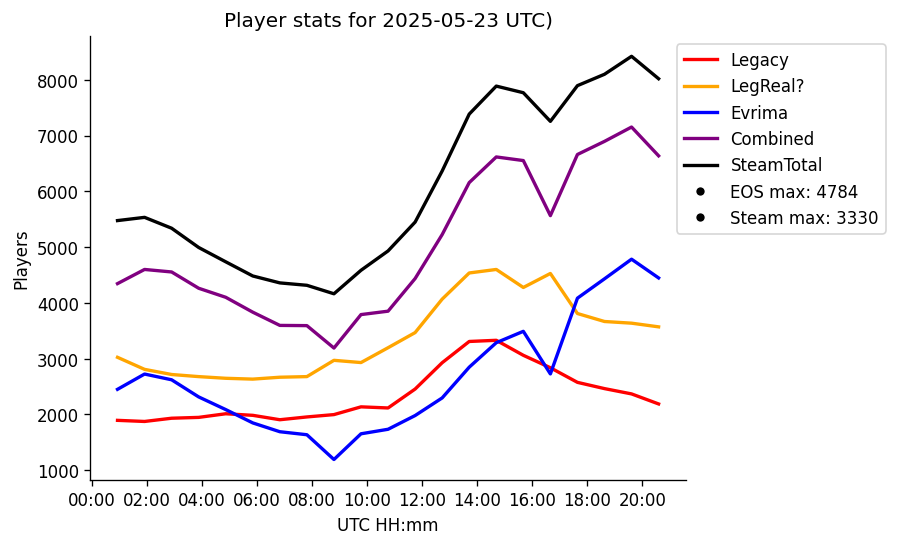 Player stats for 2025-05-23 UTC)
Legacy
LegReal?
Evrima
Combined
SteamTotal
EOS max: 4784
Steam max: 3330
8000
7000
6000
5000
4000
3000
2000
1000
Players
00:00 02:00 04:00 06:00 08:00 10:00 12:00 14:00 16:00 18:00 20:00
UTC HH:mm